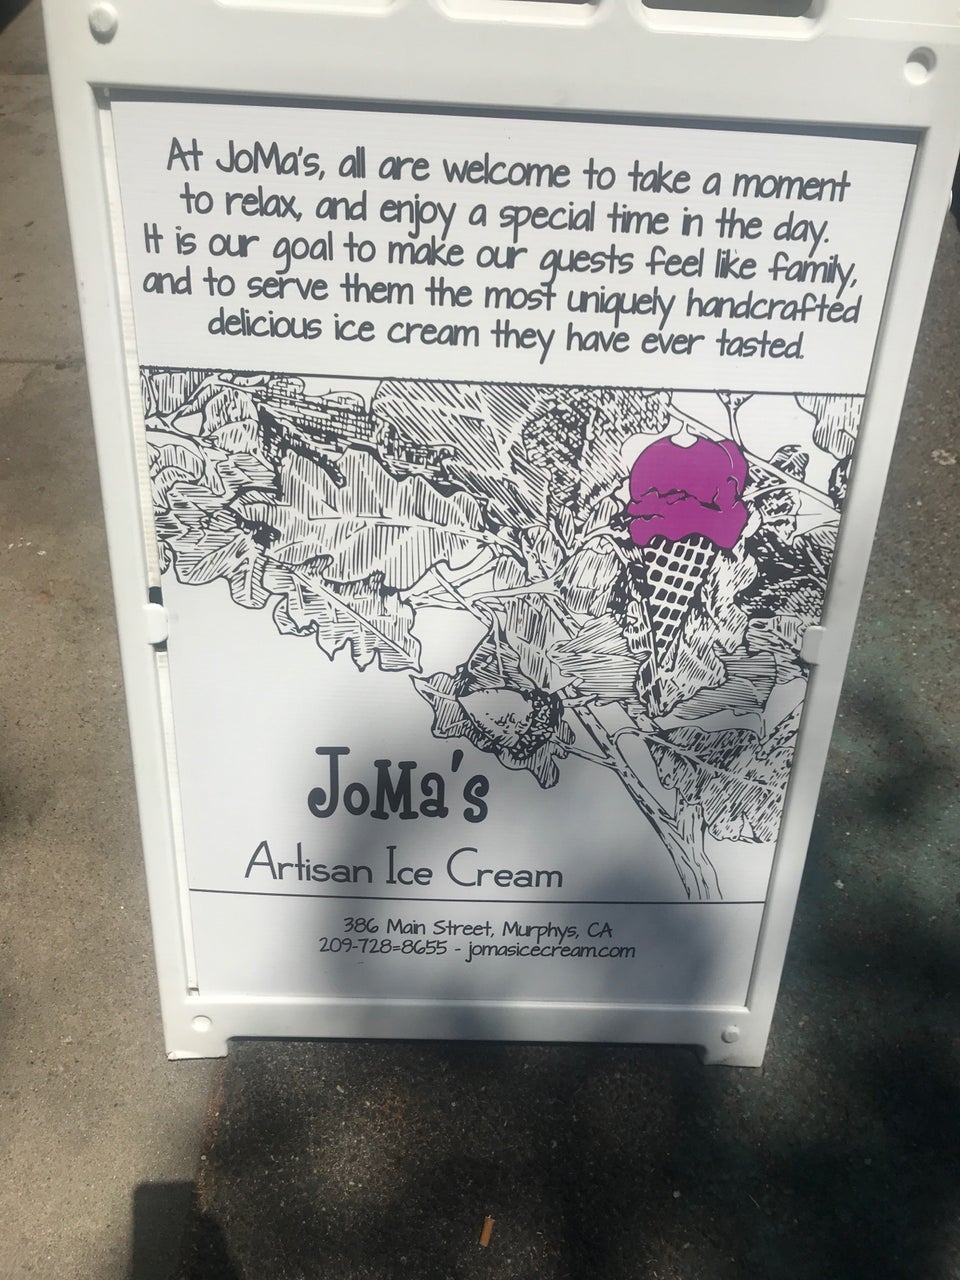 At JoMa's, all are welcome to take a moment
to relax, and enjoy a special time in the day.
It is our goal to make our guests feel like family,
and to serve them the most uniquely handcrafted
delicious ice cream they have ever tasted.
JoMa's
Artisan Ice Cream
386 Main Street, Murphys, CA
209-728=8655 - jomasicecream.com